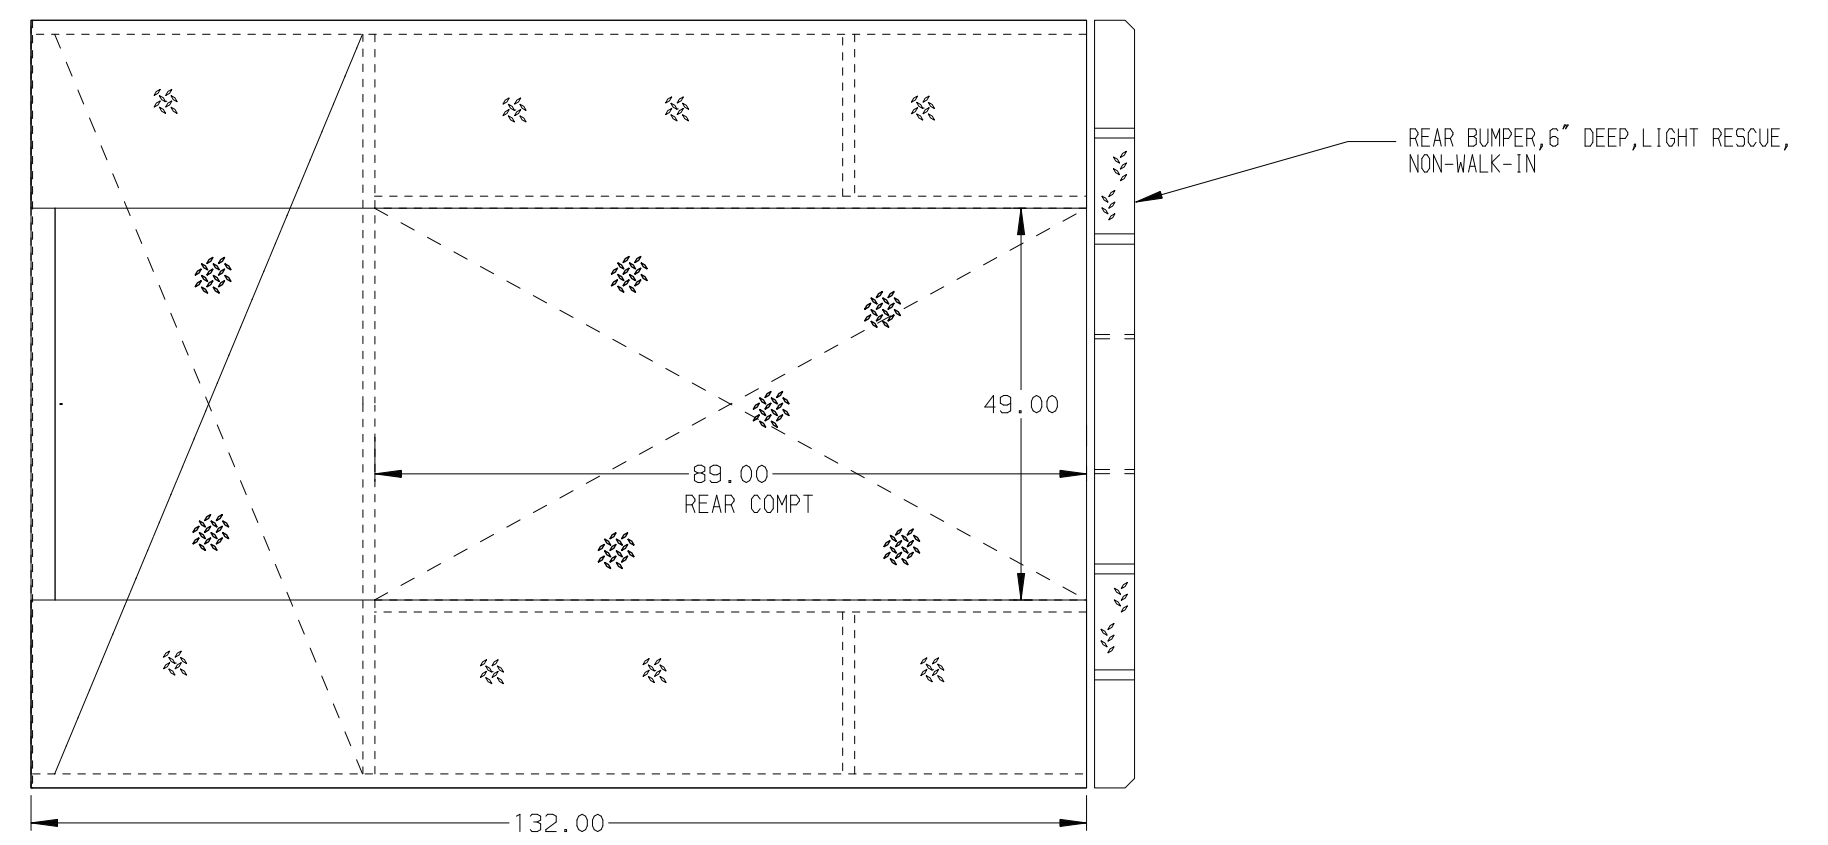 REAR BUMPER,6" DEEP,LIGHT RESCUE,
NON-WALK-IN
49.00
89.00
REAR COMPT
132.00